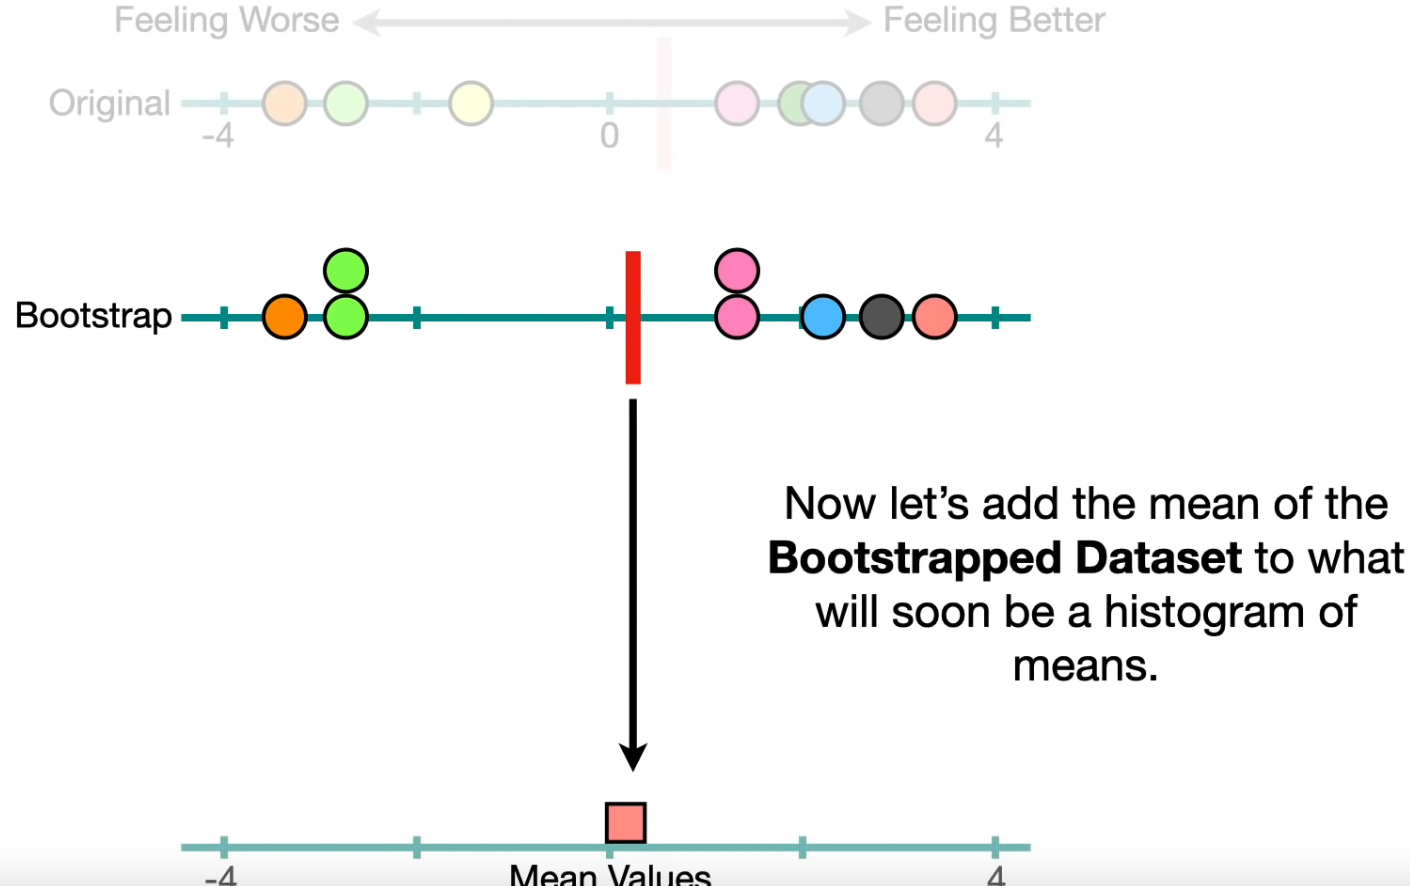 Feeling Worse Feeling Better
Original
-4 0 4
Bootstrap
Now let’s add the mean of the
Bootstrapped Dataset to what
will soon be a histogram of
means.
-4 Mean Values 4